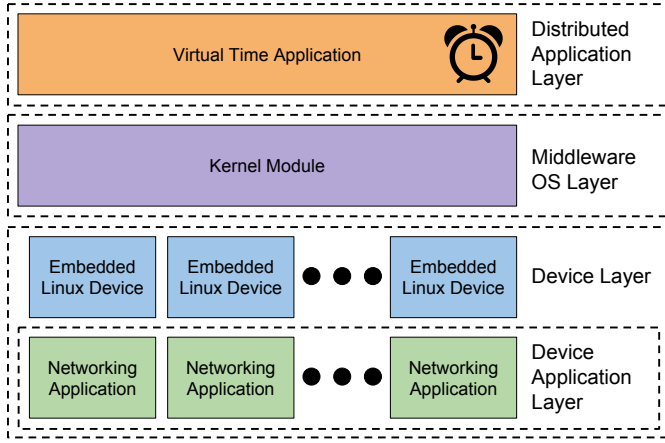 Virtual Time Application
Distributed
Application
Layer
Kernel Module
Middleware
OS Layer
Embedded
Linux Device
Embedded
Linux Device
Embedded
Linux Device
Device Layer
Networking
Application
Networking
Application
Networking
Application
Device
Application
Layer